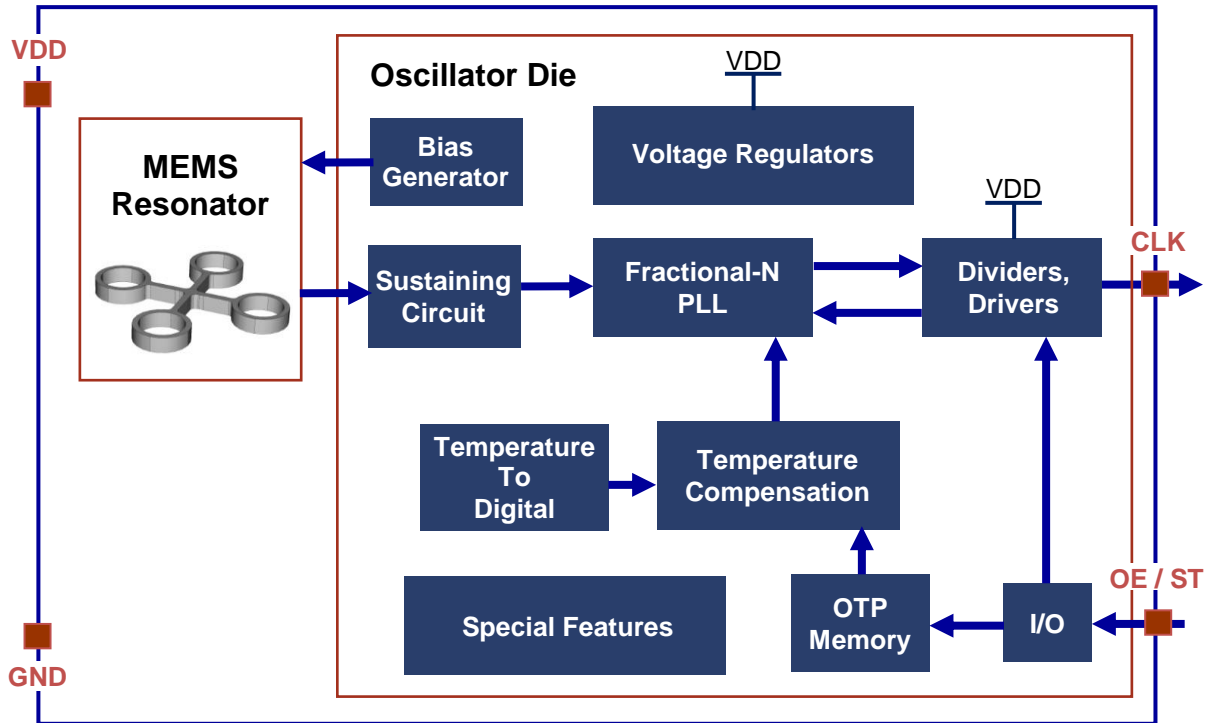 VDD
Oscillator Die
VDD
MEMS
Resonator
Bias
Generator
Voltage Regulators
VDD
CLK
Sustaining
Circuit
Fractional-N
PLL
Dividers,
Drivers
Temperature
To
Digital
Temperature
Compensation
OE / ST
Special Features
OTP
Memory
I/O
GND